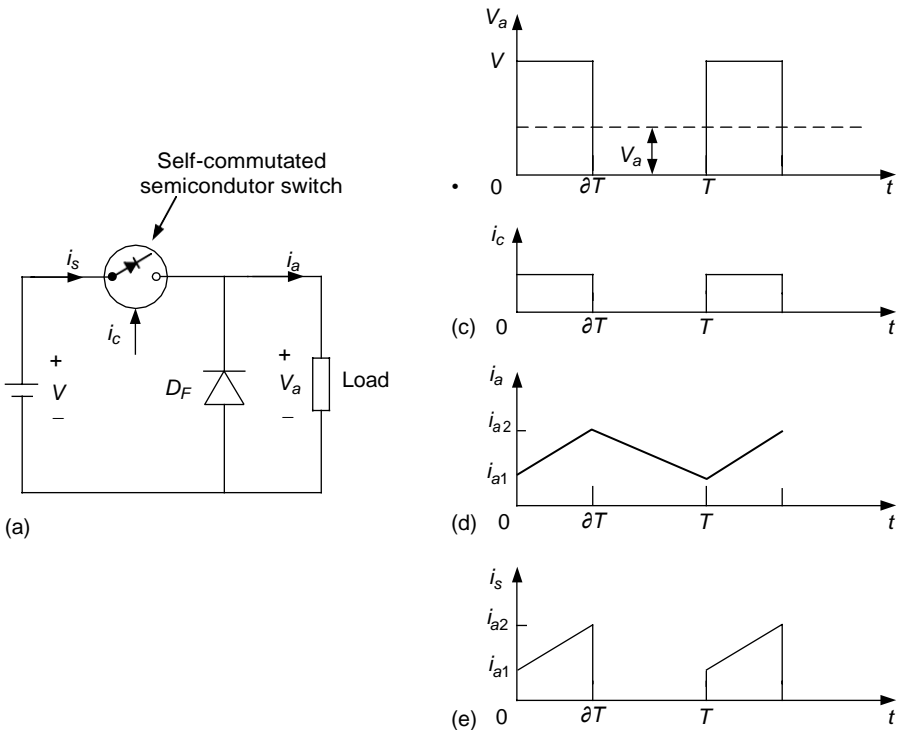 Self-commutated
semicondutor switch
i_s
i_a
i_c
+
V
−
D_F
+
V_a
−
Load
(a)
V_a
V
V_a
•
0
∂T
T
t
i_c
(c)
0
∂T
T
t
i_a
i_a2
i_a1
(d)
0
∂T
T
t
i_s
i_a2
i_a1
(e)
0
∂T
T
t